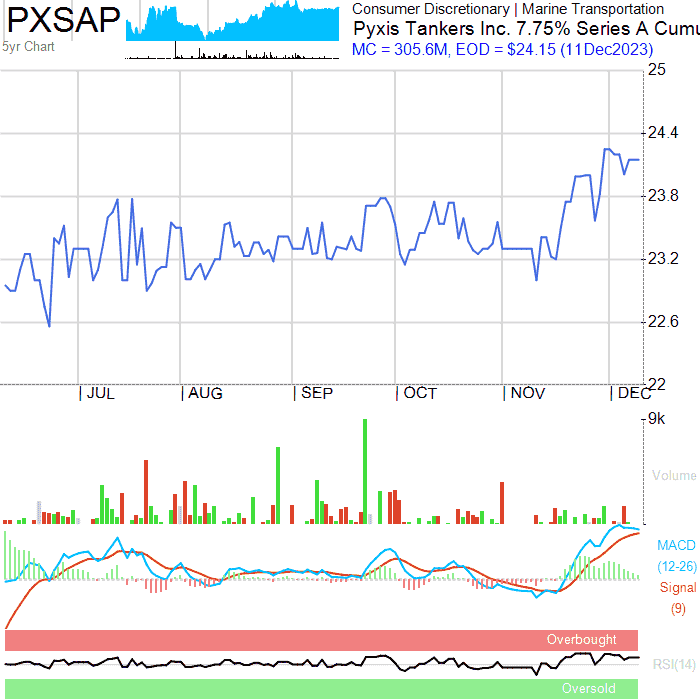 PXSAP
5yr Chart
Consumer Discretionary | Marine Transportation
Pyxis Tankers Inc. 7.75% Series A Cumu
MC = 305.6M, EOD = $24.15 (11Dec2023)
25
24.4
23.8
23.2
22.6
22
JUL
AUG
SEP
OCT
NOV
DEC
9k
Volume
MACD
(12-26)
Signal
(9)
Overbought
RSI(14)
Oversold